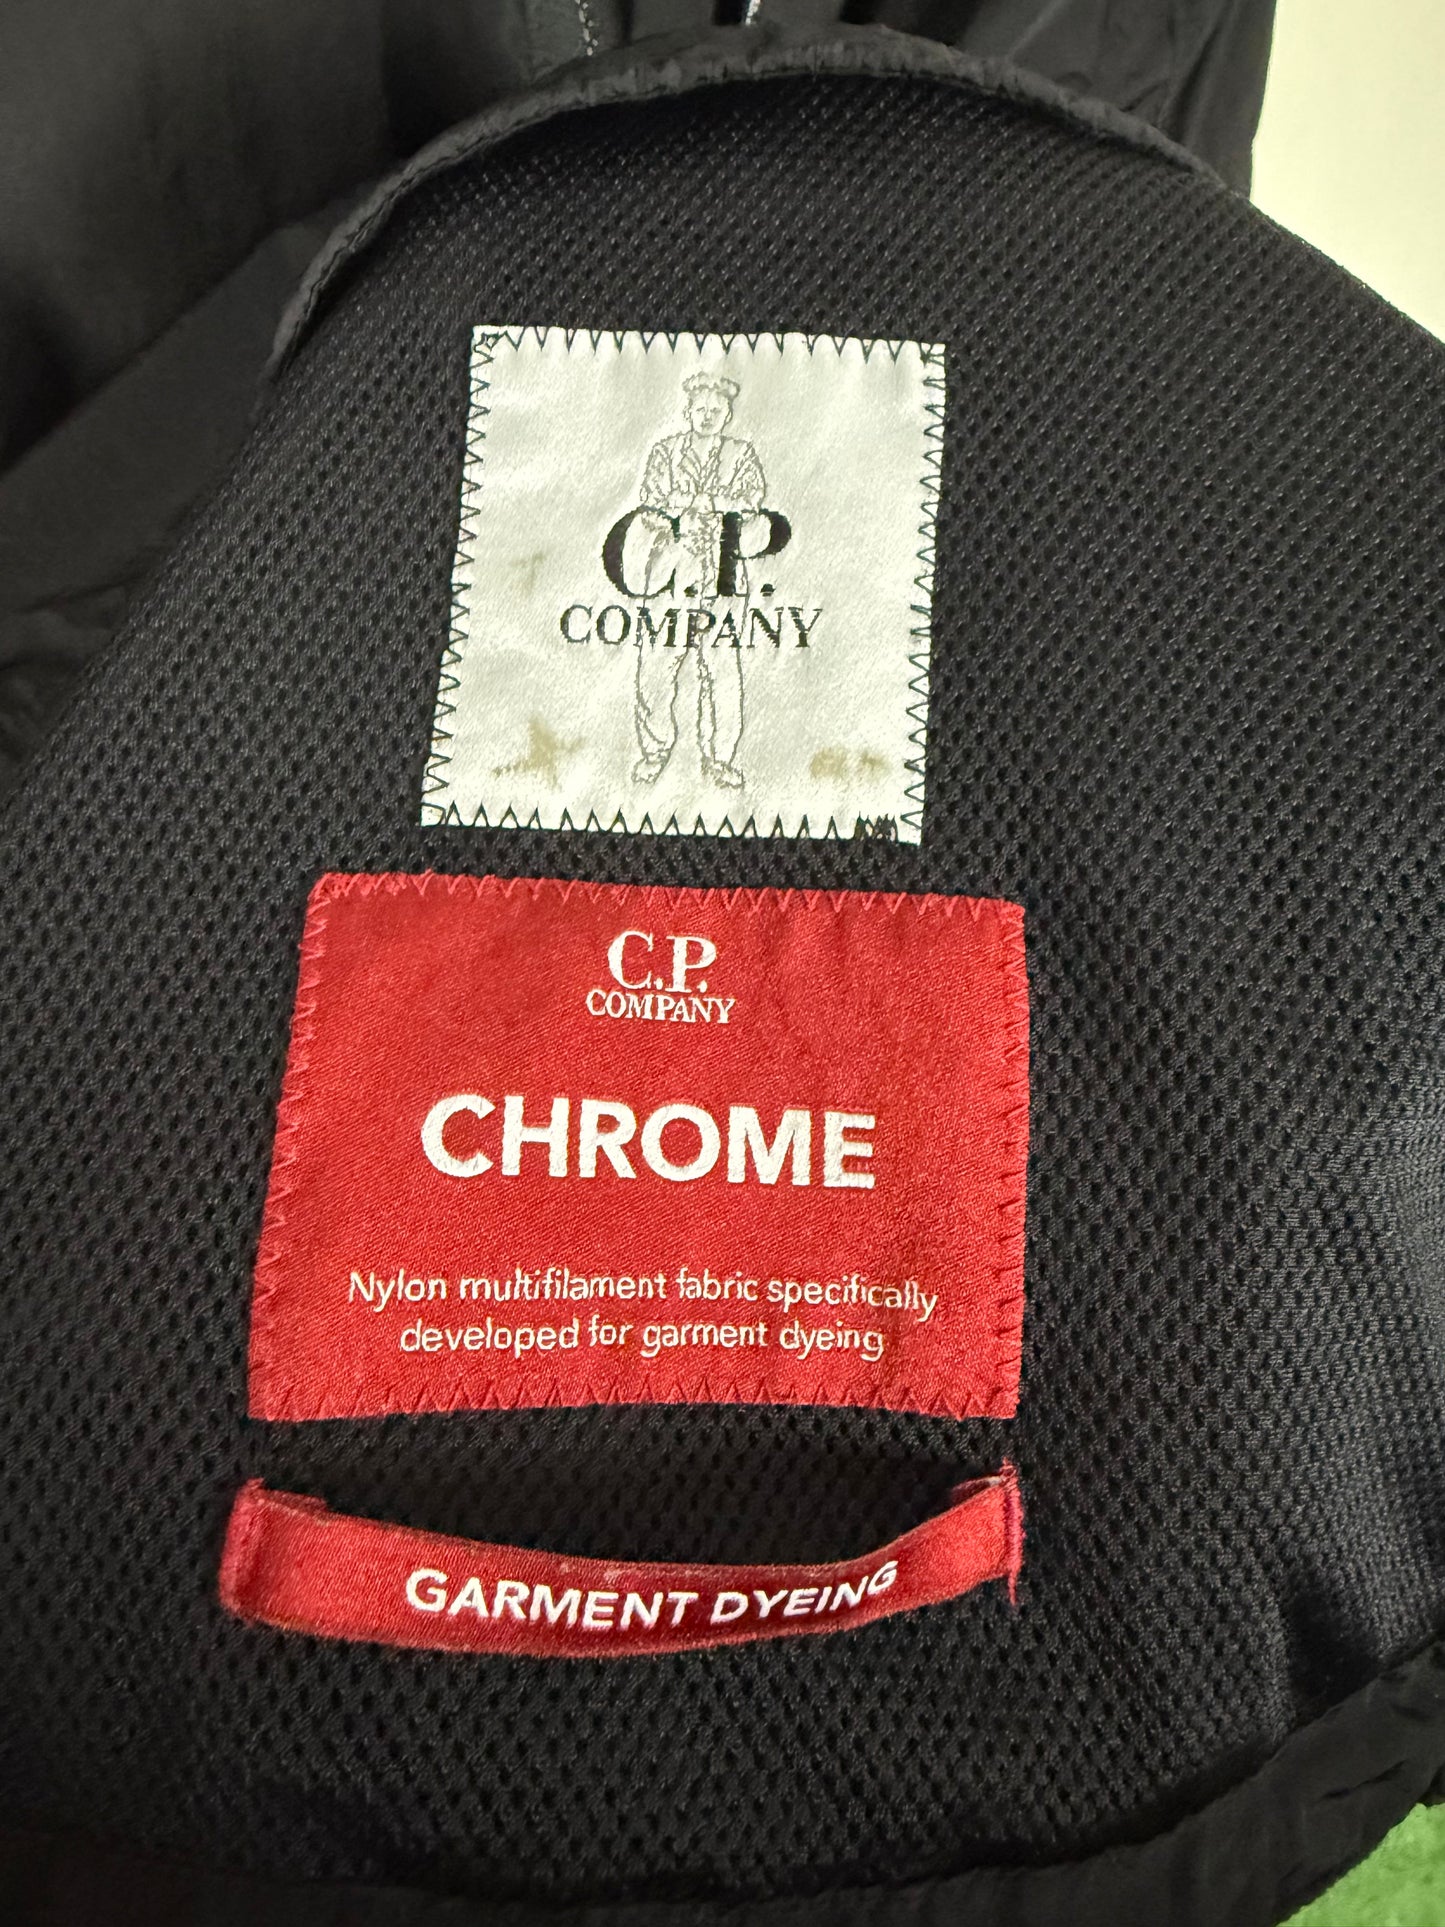 C.P.
COMPANY
C.P.
COMPANY
CHROME
Nylon multifilament fabric specifically
developed for garment dyeing
GARMENT DYEING